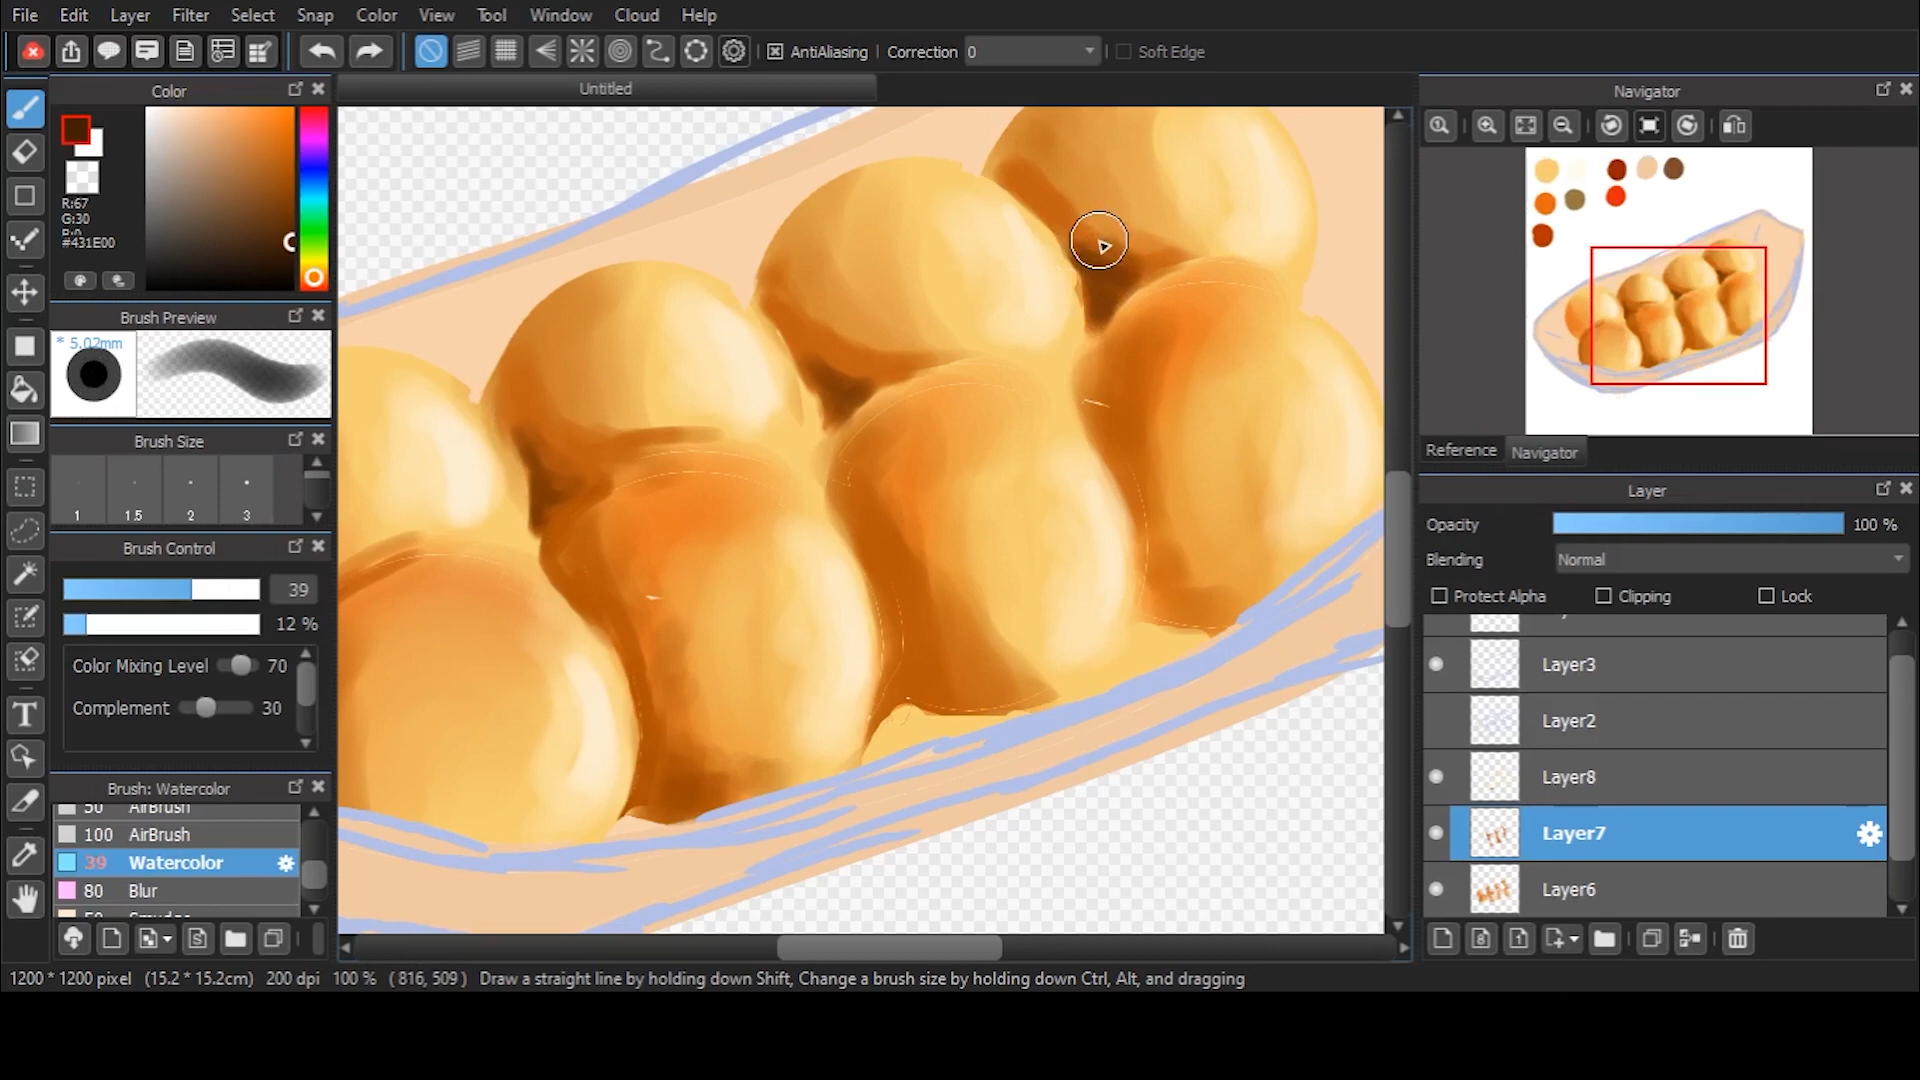 File Edit Layer Filter Select Snap Color View Tool Window Cloud Help
AntiAliasing Correction 0 Soft Edge
Color
Untitled
Navigator
R:67
G:30
#431E00
Brush Preview
* 5.02mm
Brush Size
1 1.5 2 3
Brush Control
39
12 %
Color Mixing Level 70
Complement 30
Brush: Watercolor
50 AirBrush
100 AirBrush
39 Watercolor
80 Blur
Reference Navigator
Layer
Opacity 100 %
Blending Normal
Protect Alpha Clipping Lock
Layer3
Layer2
Layer8
Layer7
Layer6
1200 * 1200 pixel (15.2 * 15.2cm) 200 dpi 100 % ( 816, 509 ) Draw a straight line by holding down Shift, Change a brush size by holding down Ctrl, Alt, and dragging